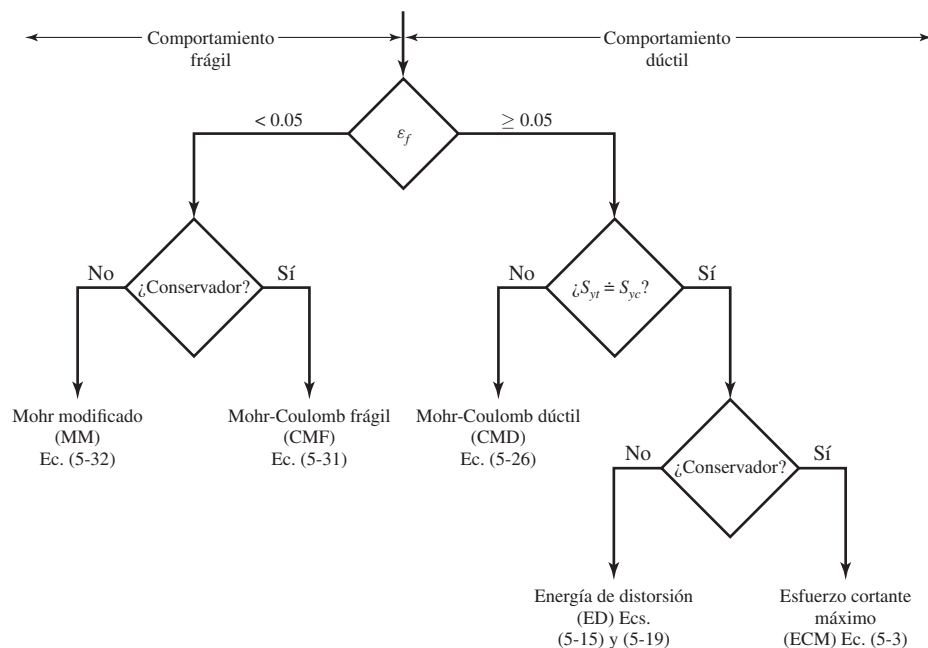 Comportamiento
frágil
Comportamiento
dúctil
< 0.05
ε_f
≥ 0.05
No
¿Conservador?
Sí
No
¿S_yt ≐ S_yc?
Sí
Mohr modificado
(MM)
Ec. (5-32)
Mohr-Coulomb frágil
(CMF)
Ec. (5-31)
Mohr-Coulomb dúctil
(CMD)
Ec. (5-26)
No
¿Conservador?
Sí
Energía de distorsión
(ED) Ecs.
(5-15) y (5-19)
Esfuerzo cortante
máximo
(ECM) Ec. (5-3)